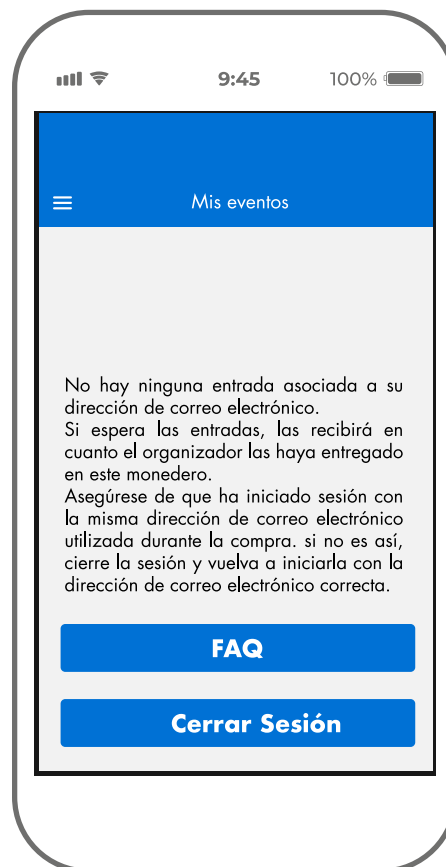 9:45
100%
Mis eventos
No hay ninguna entrada asociada a su
dirección de correo electrónico.
Si espera las entradas, las recibirá en
cuanto el organizador las haya entregado
en este monedero.
Asegúrese de que ha iniciado sesión con
la misma dirección de correo electrónico
utilizada durante la compra. si no es así,
cierre la sesión y vuelva a iniciarla con la
dirección de correo electrónico correcta.
FAQ
Cerrar Sesión